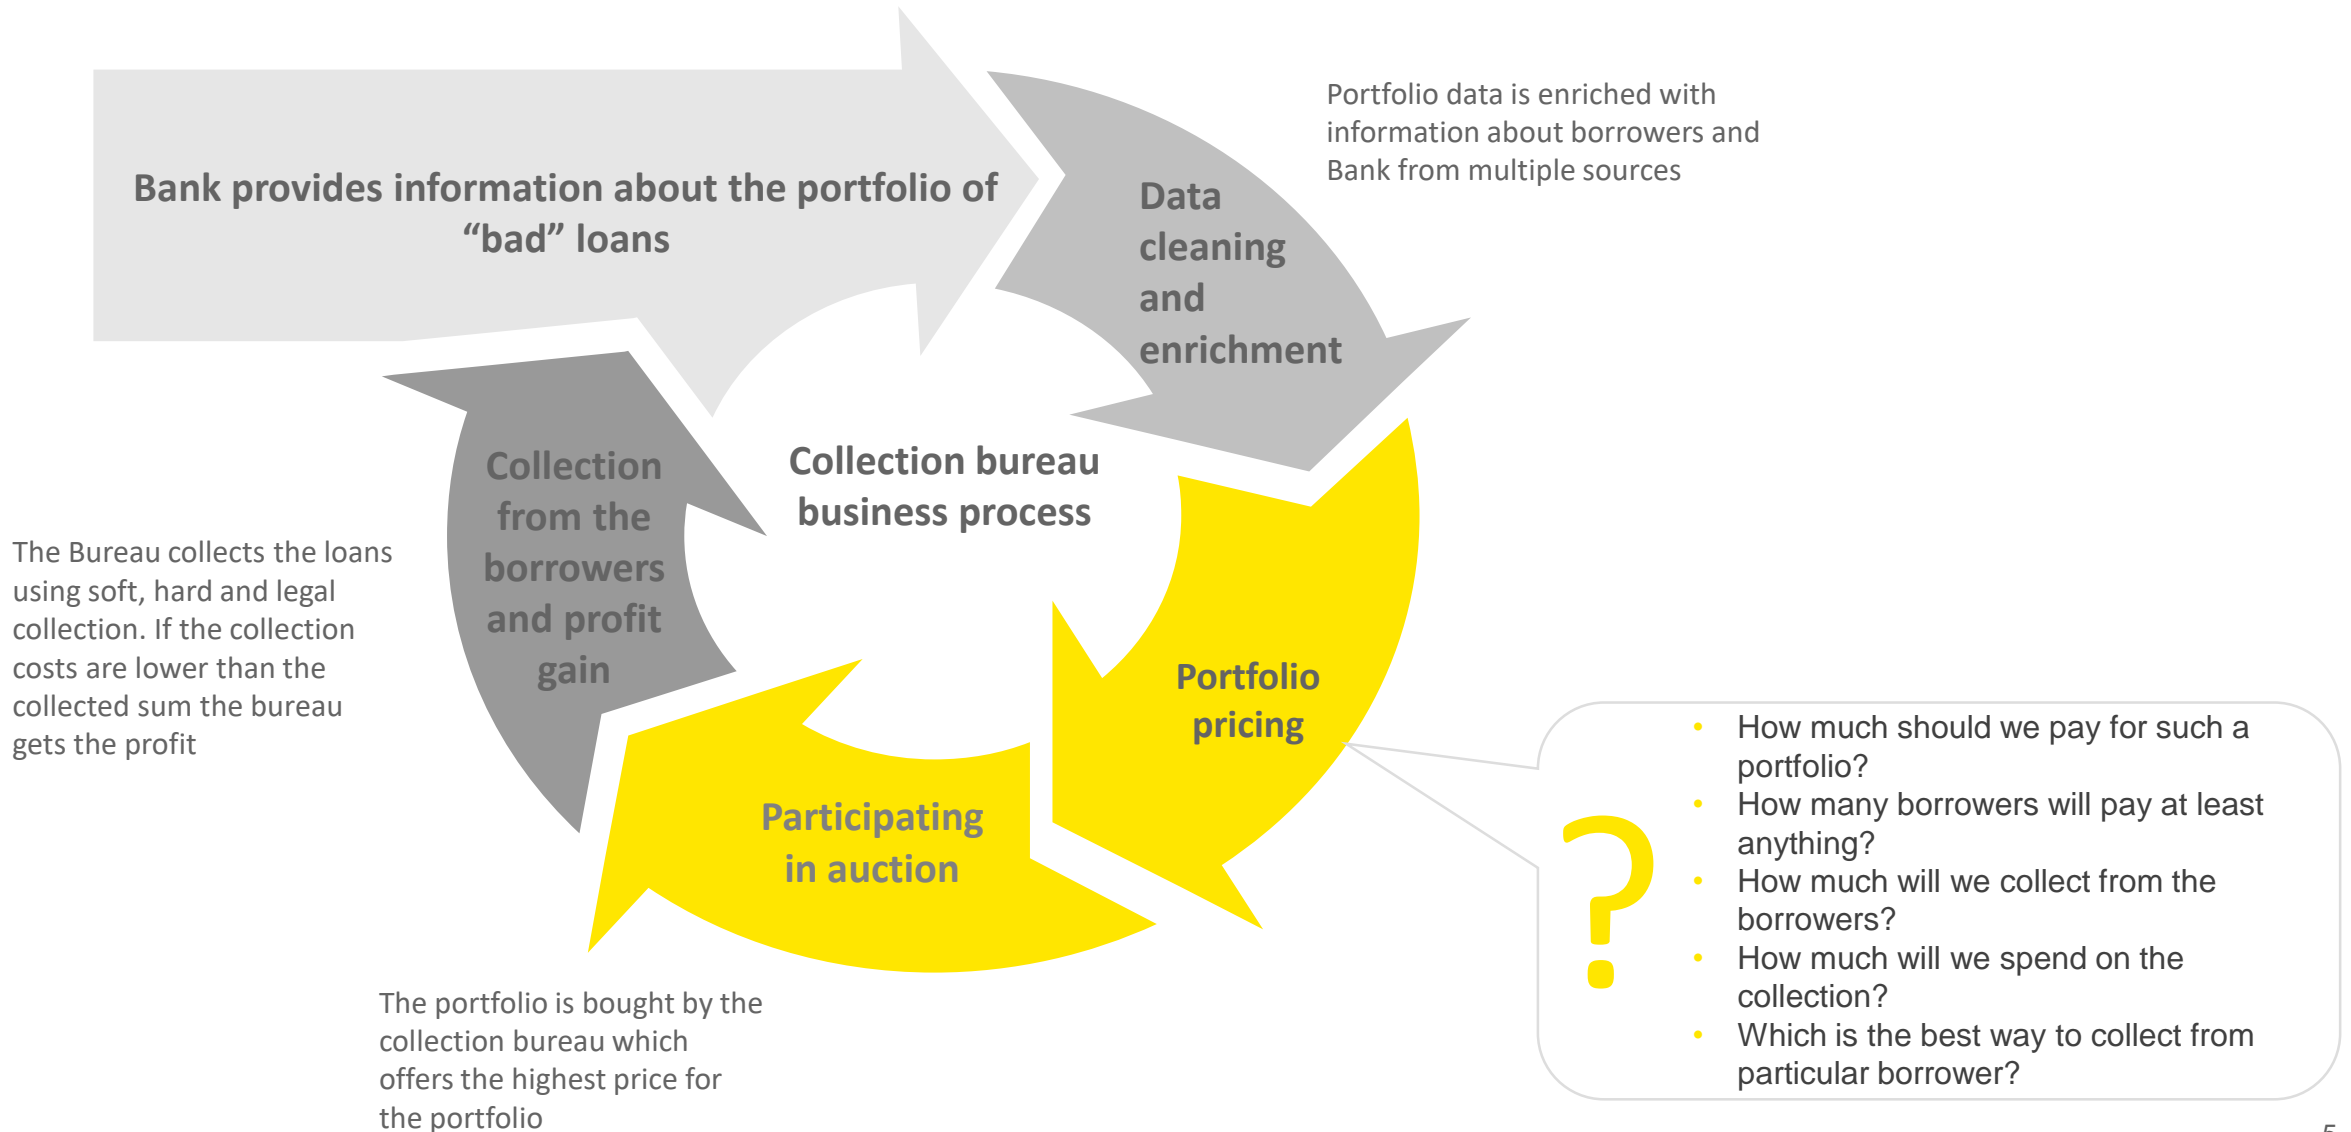 Bank provides information about the portfolio of
“bad” loans
Portfolio data is enriched with
information about borrowers and
Bank from multiple sources
Data
cleaning
and
enrichment
Collection bureau
business process
Collection
from the
borrowers
and profit
gain
The Bureau collects the loans
using soft, hard and legal
collection. If the collection
costs are lower than the
collected sum the bureau
gets the profit
Portfolio
pricing
Participating
in auction
?
• How much should we pay for such a
portfolio?
• How many borrowers will pay at least
anything?
• How much will we collect from the
borrowers?
• How much will we spend on the
collection?
• Which is the best way to collect from
particular borrower?
The portfolio is bought by the
collection bureau which
offers the highest price for
the portfolio
5